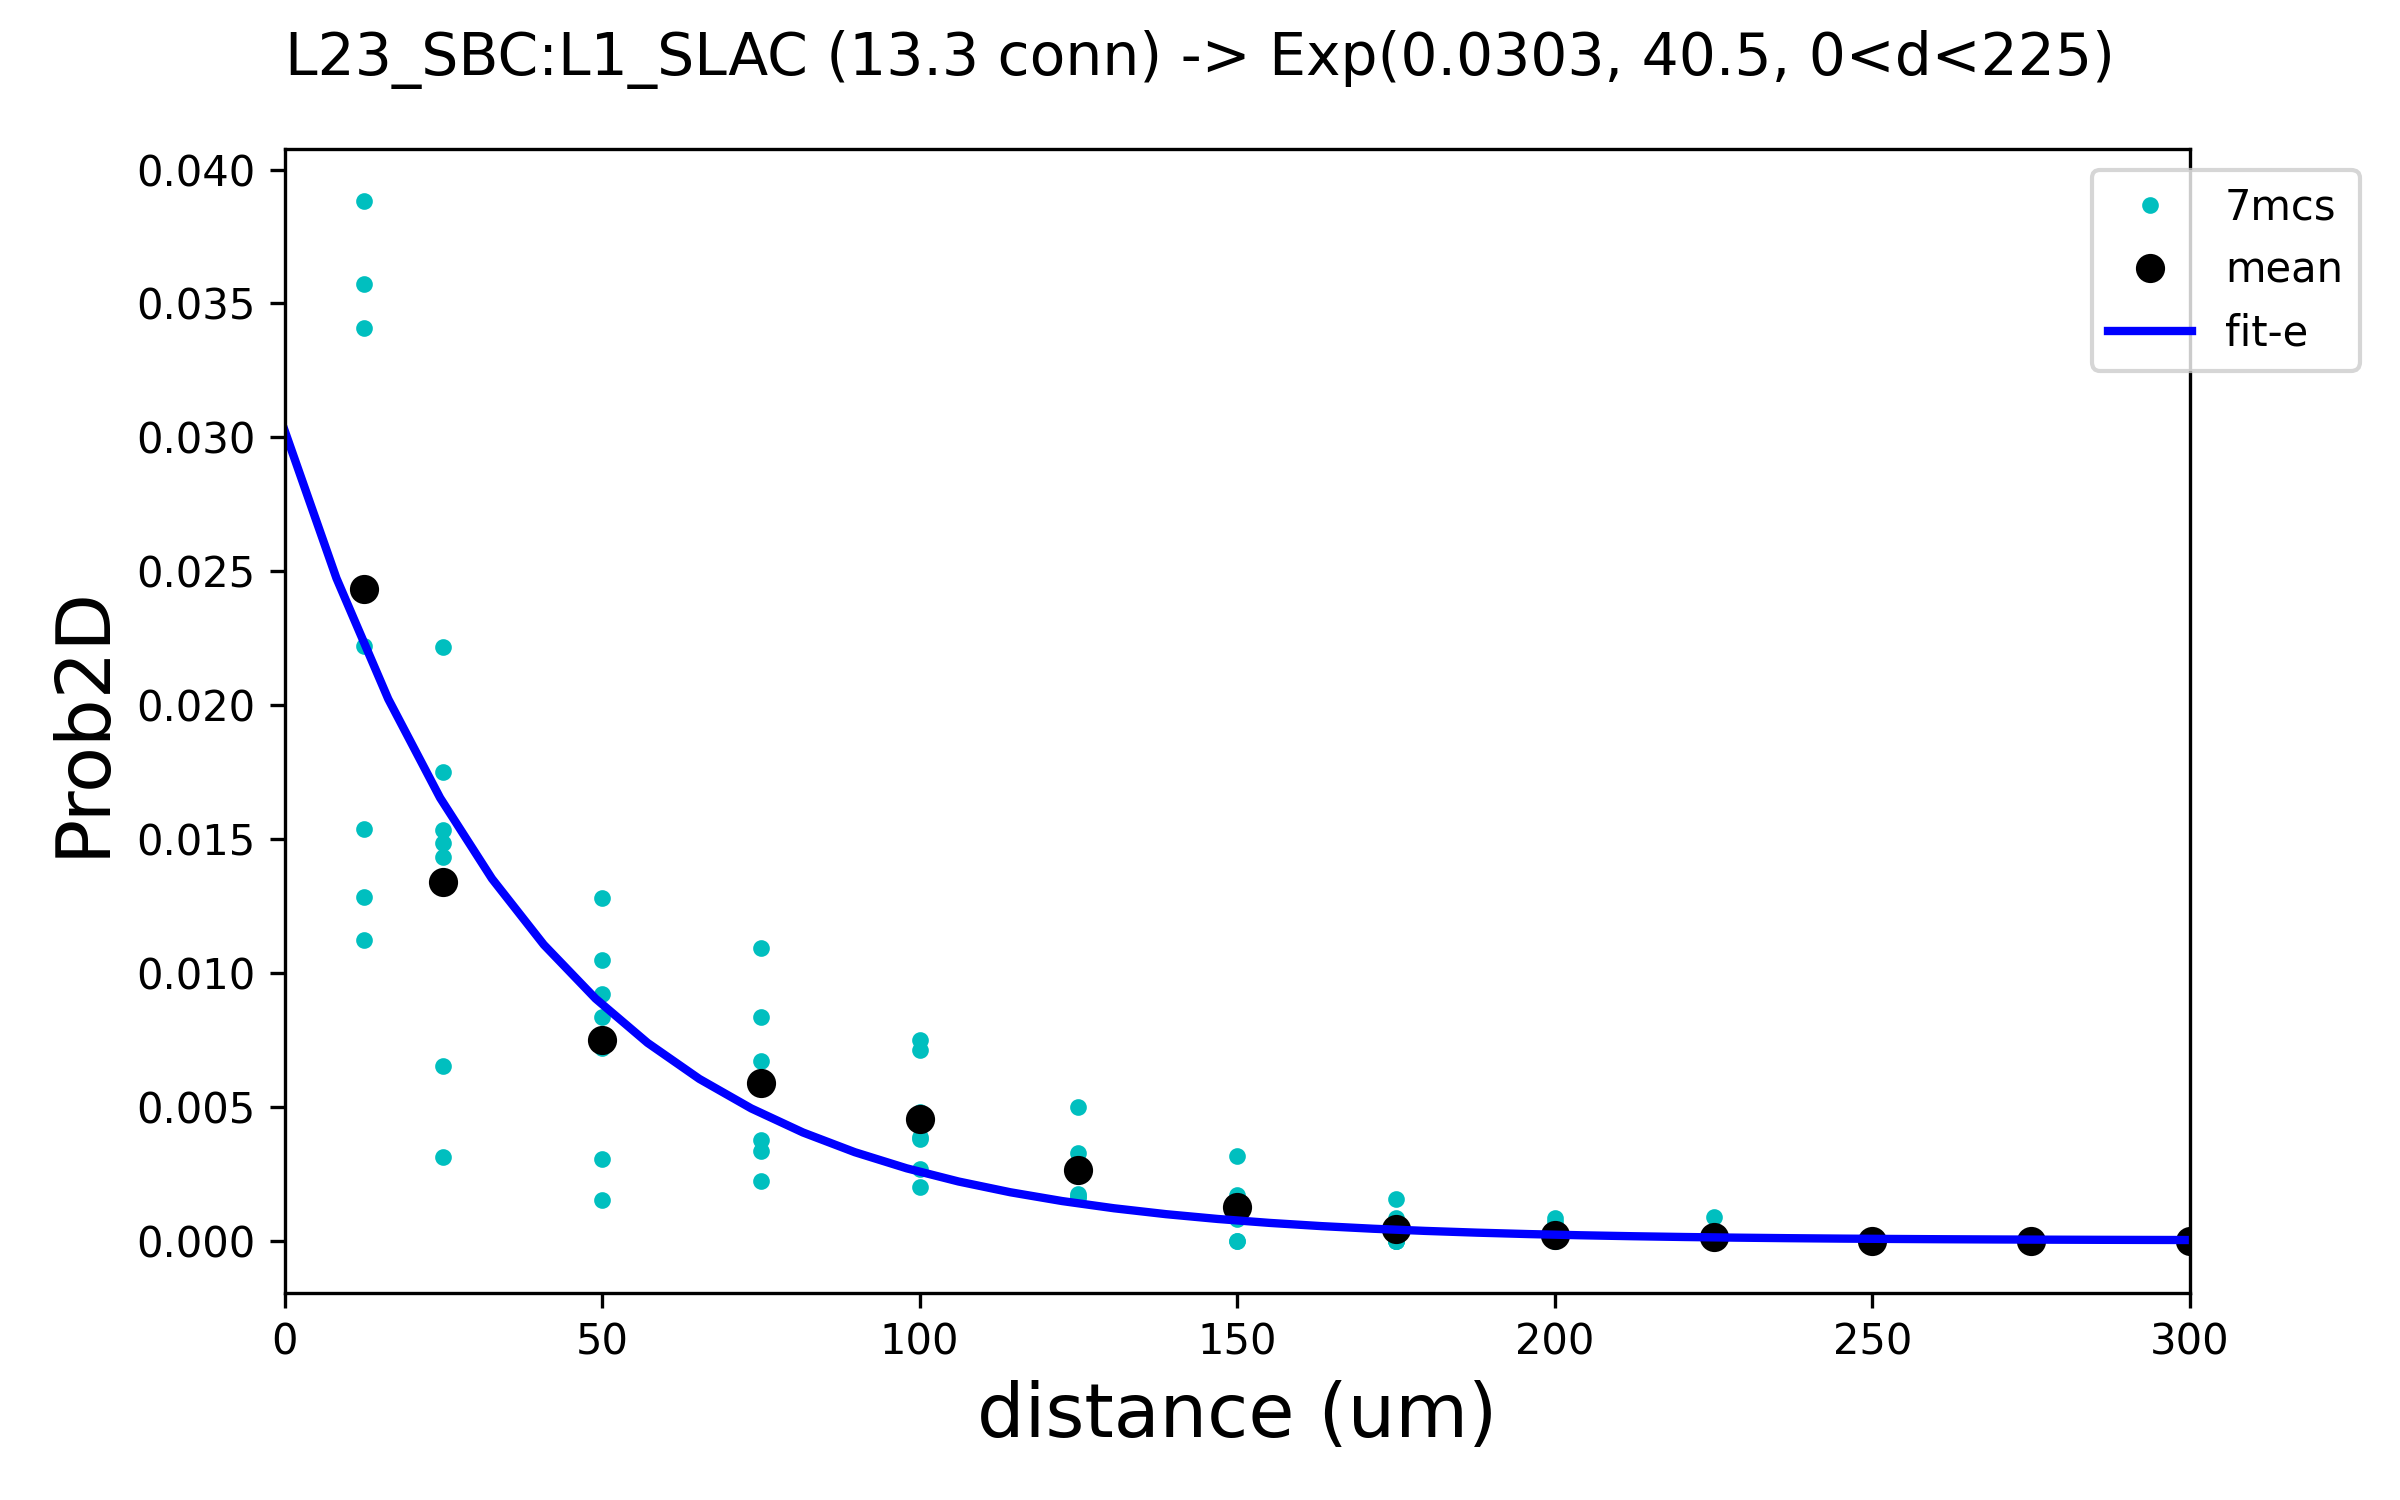 L23_SBC:L1_SLAC (13.3 conn) -> Exp(0.0303, 40.5, 0<d<225)
0.040
0.035
0.030
0.025
0.020
0.015
0.010
0.005
0.000
Prob2D
7mcs
mean
fit-e
0 50 100 150 200 250 300
distance (um)